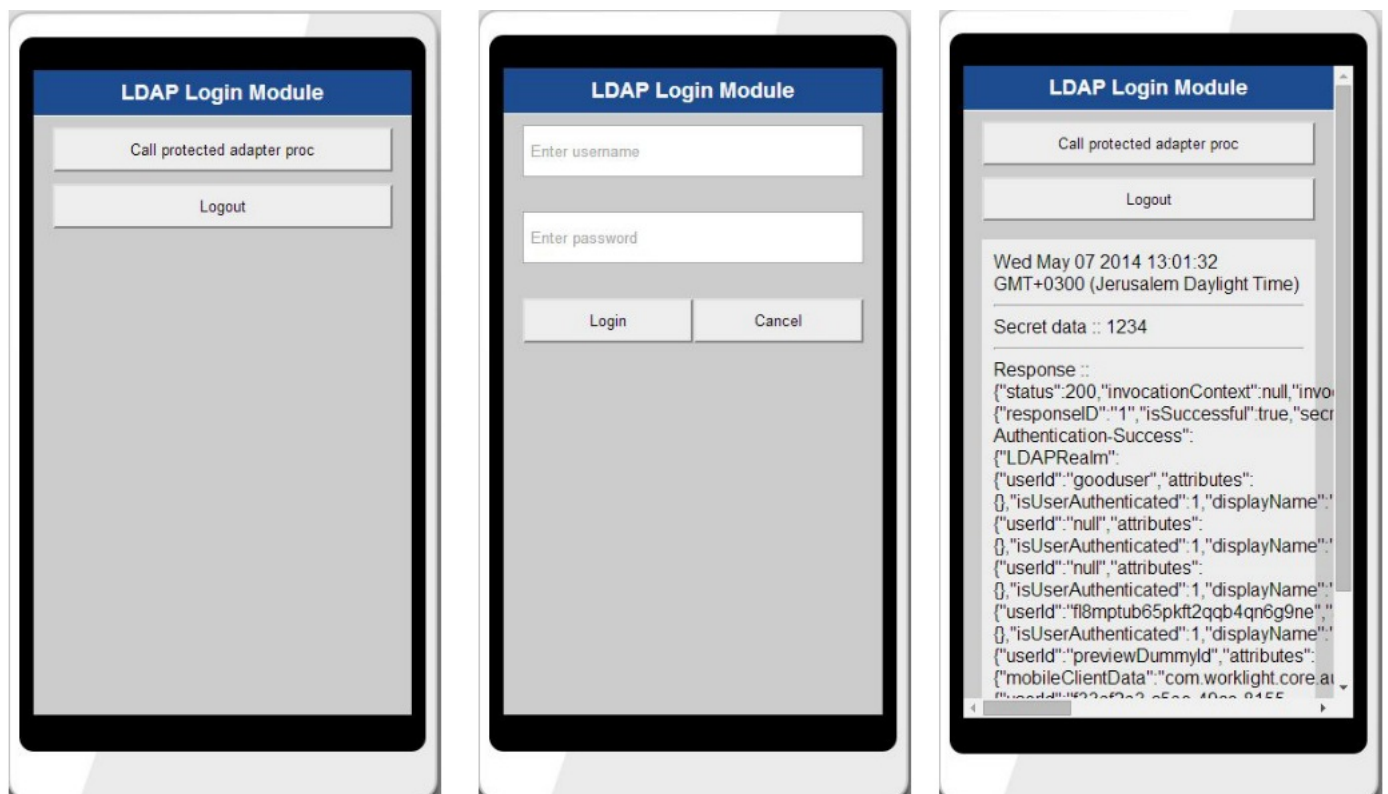 LDAP Login Module
Call protected adapter proc
Logout
LDAP Login Module
Enter username
Enter password
Login Cancel
LDAP Login Module
Call protected adapter proc
Logout
Wed May 07 2014 13:01:32
GMT+0300 (Jerusalem Daylight Time)
Secret data :: 1234
Response ::
{"status":200,"invocationContext":null,"invo
{"responseID":"1","isSuccessful":true,"secr
Authentication-Success":
{"LDAPRealm":
{"userId":"gooduser","attributes":
{},"isUserAuthenticated":1,"displayName":"
{"userId":"null","attributes":
{},"isUserAuthenticated":1,"displayName":"
{"userId":"null","attributes":
{},"isUserAuthenticated":1,"displayName":"
{"userId":"fl8mptub65pkft2qqb4qn6g9ne","
{},"isUserAuthenticated":1,"displayName":"
{"userId":"previewDummyId","attributes":
{"mobileClientData":"com.worklight.core.au